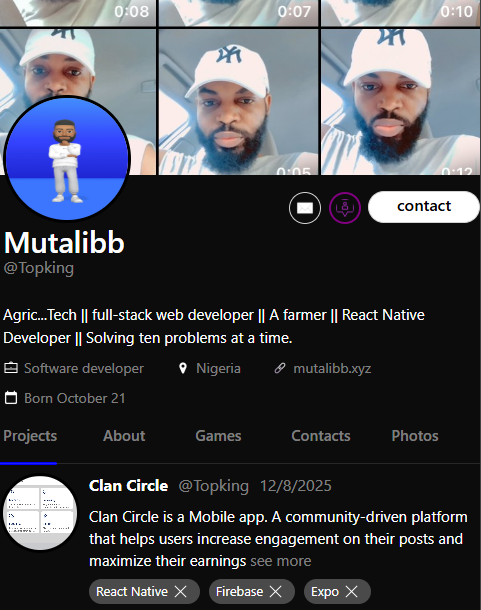 0:08
0:07
0:10
0:05
0:12
contact
Mutalibb
@Topking
Agric...Tech || full-stack web developer || A farmer || React Native
Developer || Solving ten problems at a time.
Software developer
Nigeria
mutalibb.xyz
Born October 21
Projects
About
Games
Contacts
Photos
Clan Circle @Topking 12/8/2025
Clan Circle is a Mobile app. A community-driven platform
that helps users increase engagement on their posts and
maximize their earnings see more
React Native
Firebase
Expo